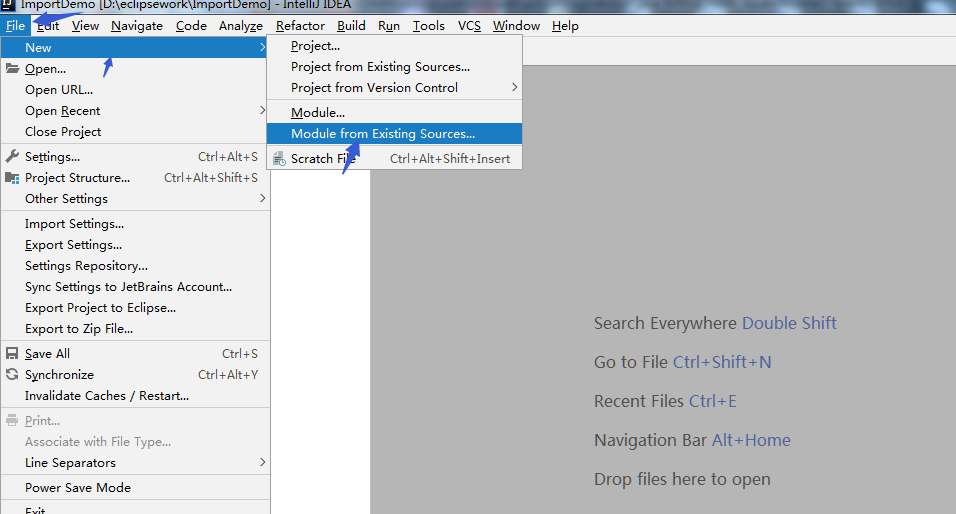 ImportDemo [D:\eclipsework\ImportDemo] - IntelliJ IDEA
File Edit View Navigate Code Analyze Refactor Build Run Tools VCS Window Help
New
Open...
Open URL...
Open Recent
Close Project
Settings... Ctrl+Alt+S
Project Structure... Ctrl+Alt+Shift+S
Other Settings
Import Settings...
Export Settings...
Settings Repository...
Sync Settings to JetBrains Account...
Export Project to Eclipse...
Export to Zip File...
Save All Ctrl+S
Synchronize Ctrl+Alt+Y
Invalidate Caches / Restart...
Print...
Associate with File Type...
Line Separators
Power Save Mode
Exit
Project...
Project from Existing Sources...
Project from Version Control
Module...
Module from Existing Sources...
Scratch File Ctrl+Alt+Shift+Insert
Search Everywhere Double Shift
Go to File Ctrl+Shift+N
Recent Files Ctrl+E
Navigation Bar Alt+Home
Drop files here to open